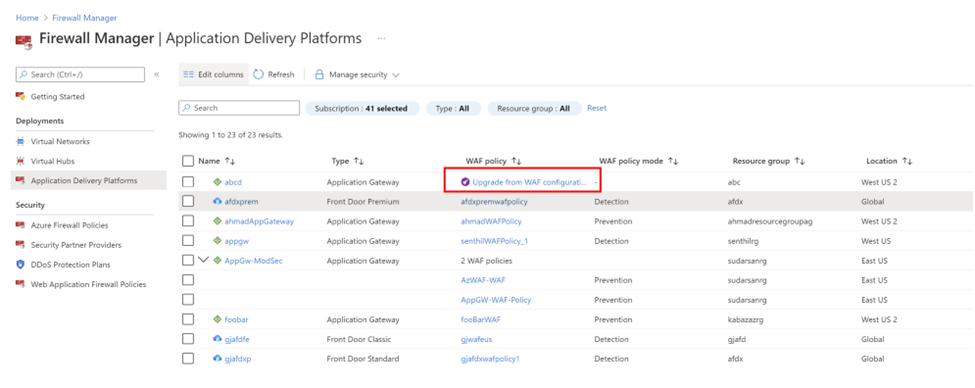 Home > Firewall Manager
Firewall Manager | Application Delivery Platforms ...
Search (Ctrl+/) «
Getting Started
Deployments
Virtual Networks
Virtual Hubs
Application Delivery Platforms
Security
Azure Firewall Policies
Security Partner Providers
DDoS Protection Plans
Web Application Firewall Policies
Edit columns Refresh Manage security
Search Subscription : 41 selected Type : All Resource group : All Reset
Showing 1 to 23 of 23 results.
Name ↑↓ Type ↑↓ WAF policy ↑↓ WAF policy mode ↑↓ Resource group ↑↓ Location ↑↓
abcd Application Gateway Upgrade from WAF configurati... - abc West US 2
afdxprem Front Door Premium afdxpremwafpolicy Detection afdx Global
ahmadAppGateway Application Gateway ahmadWAFPolicy Prevention ahmadresourcegroupag West US 2
appgw Application Gateway senthilWAFPolicy_1 Detection senthilrg West US
AppGw-ModSec Application Gateway 2 WAF policies sudarsanrg East US
AzWAF-WAF Prevention sudarsanrg East US
AppGW-WAF-Policy Prevention sudarsanrg East US
foobar Application Gateway fooBarWAF Prevention kabazazrg West US 2
gjafdfe Front Door Classic gjwafeus Detection gjafd Global
gjafdxp Front Door Standard gjafdxwafpolicy1 Detection afdx Global